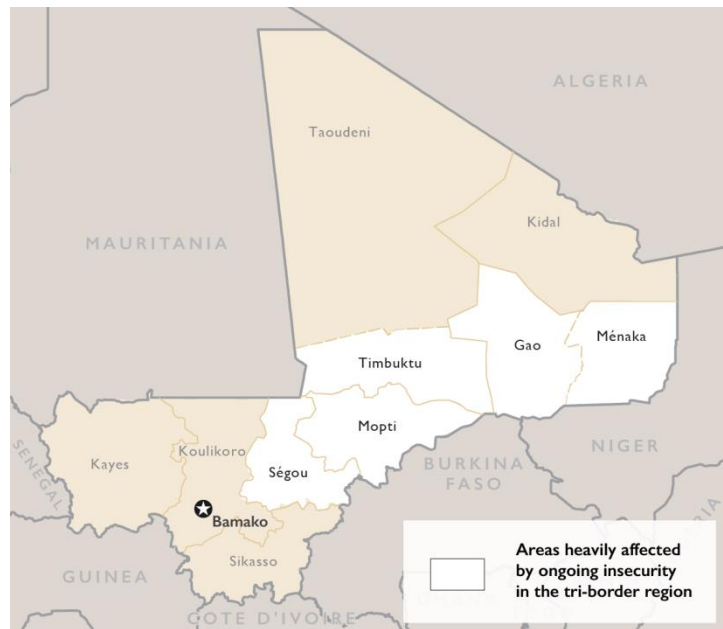 ALGERIA
Taoudeni
MAURITANIA
Kidal
Gao
Ménaka
Timbuktu
Mopti
Kayes
Koulikoro
Ségou
SENEGAL
BURKINA
FASO
NIGER
Bamako
Sikasso
GUINEA
COTE D'IVOIRE
Areas heavily affected
by ongoing insecurity
in the tri-border region